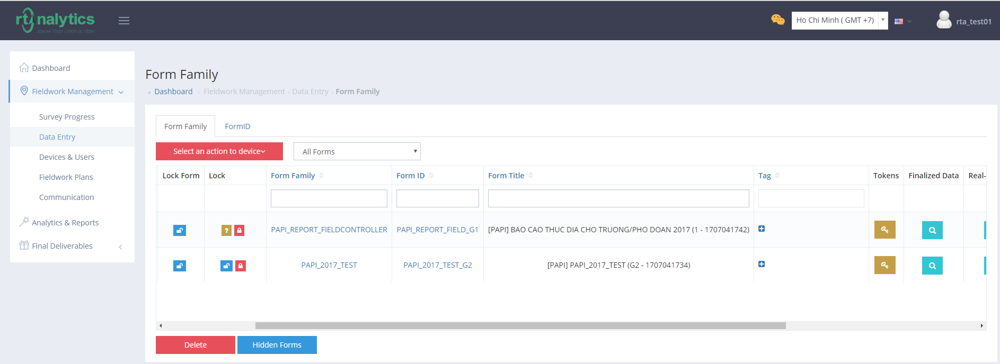 rtAnalytics
Ho Chi Minh ( GMT +7)
rta_test01
Dashboard
Fieldwork Management
Survey Progress
Data Entry
Devices & Users
Fieldwork Plans
Communication
Analytics & Reports
Final Deliverables
Form Family
Dashboard › Fieldwork Management › Data Entry › Form Family
Form Family FormID
Select an action to device All Forms
Lock Form Lock Form Family Form ID Form Title Tag Tokens Finalized Data Real-
? PAPI_REPORT_FIELDCONTROLLER PAPI_REPORT_FIELD_G1 [PAPI] BAO CAO THUC DIA CHO TRUONG/PHO DOAN 2017 (1 - 1707041742)
PAPI_2017_TEST PAPI_2017_TEST_G2 [PAPI] PAPI_2017_TEST (G2 - 1707041734)
Delete Hidden Forms